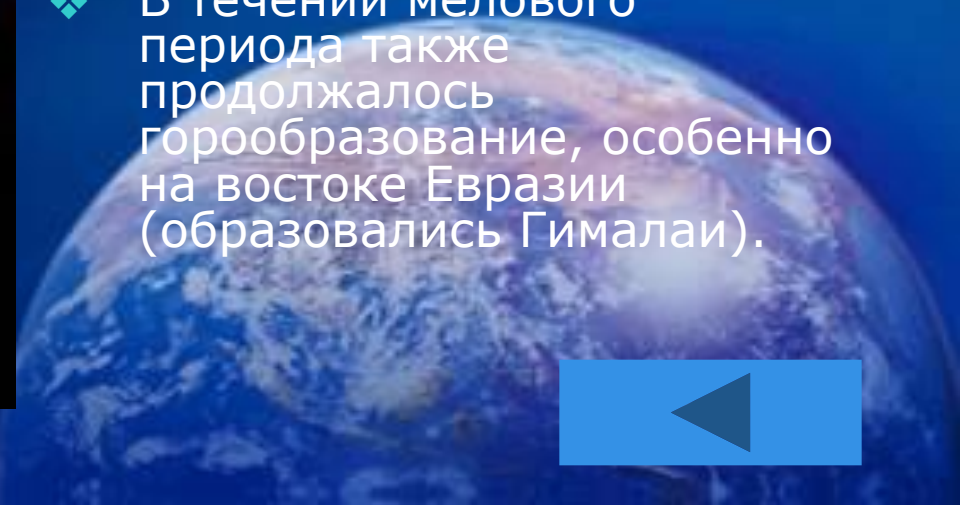 В течении мелового
периода также
продолжалось
горообразование, особенно
на востоке Евразии
(образовались Гималаи).